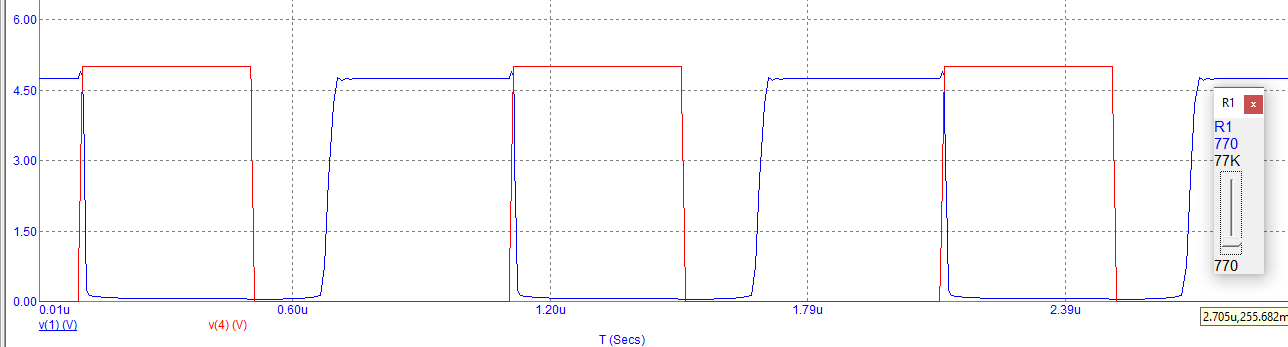 6.00
4.50
3.00
1.50
0.00
0.01u 0.60u 1.20u 1.79u 2.39u
v(1) (V) v(4) (V)
T (Secs)
R1 x
R1
770
77K
770
2.705u,255.682m